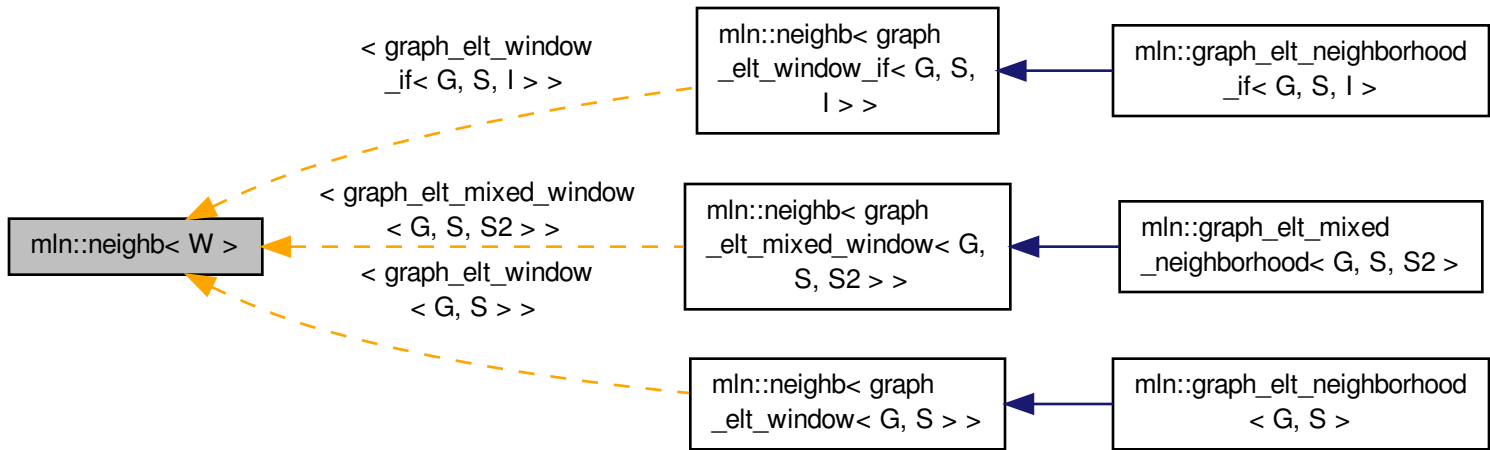 mln::neighb< W >
< graph_elt_window
_if< G, S, I > >
< graph_elt_mixed_window
< G, S, S2 > >
< graph_elt_window
< G, S > >
mln::neighb< graph
_elt_window_if< G, S,
I > >
mln::neighb< graph
_elt_mixed_window< G,
S, S2 > >
mln::neighb< graph
_elt_window< G, S > >
mln::graph_elt_neighborhood
_if< G, S, I >
mln::graph_elt_mixed
_neighborhood< G, S, S2 >
mln::graph_elt_neighborhood
< G, S >